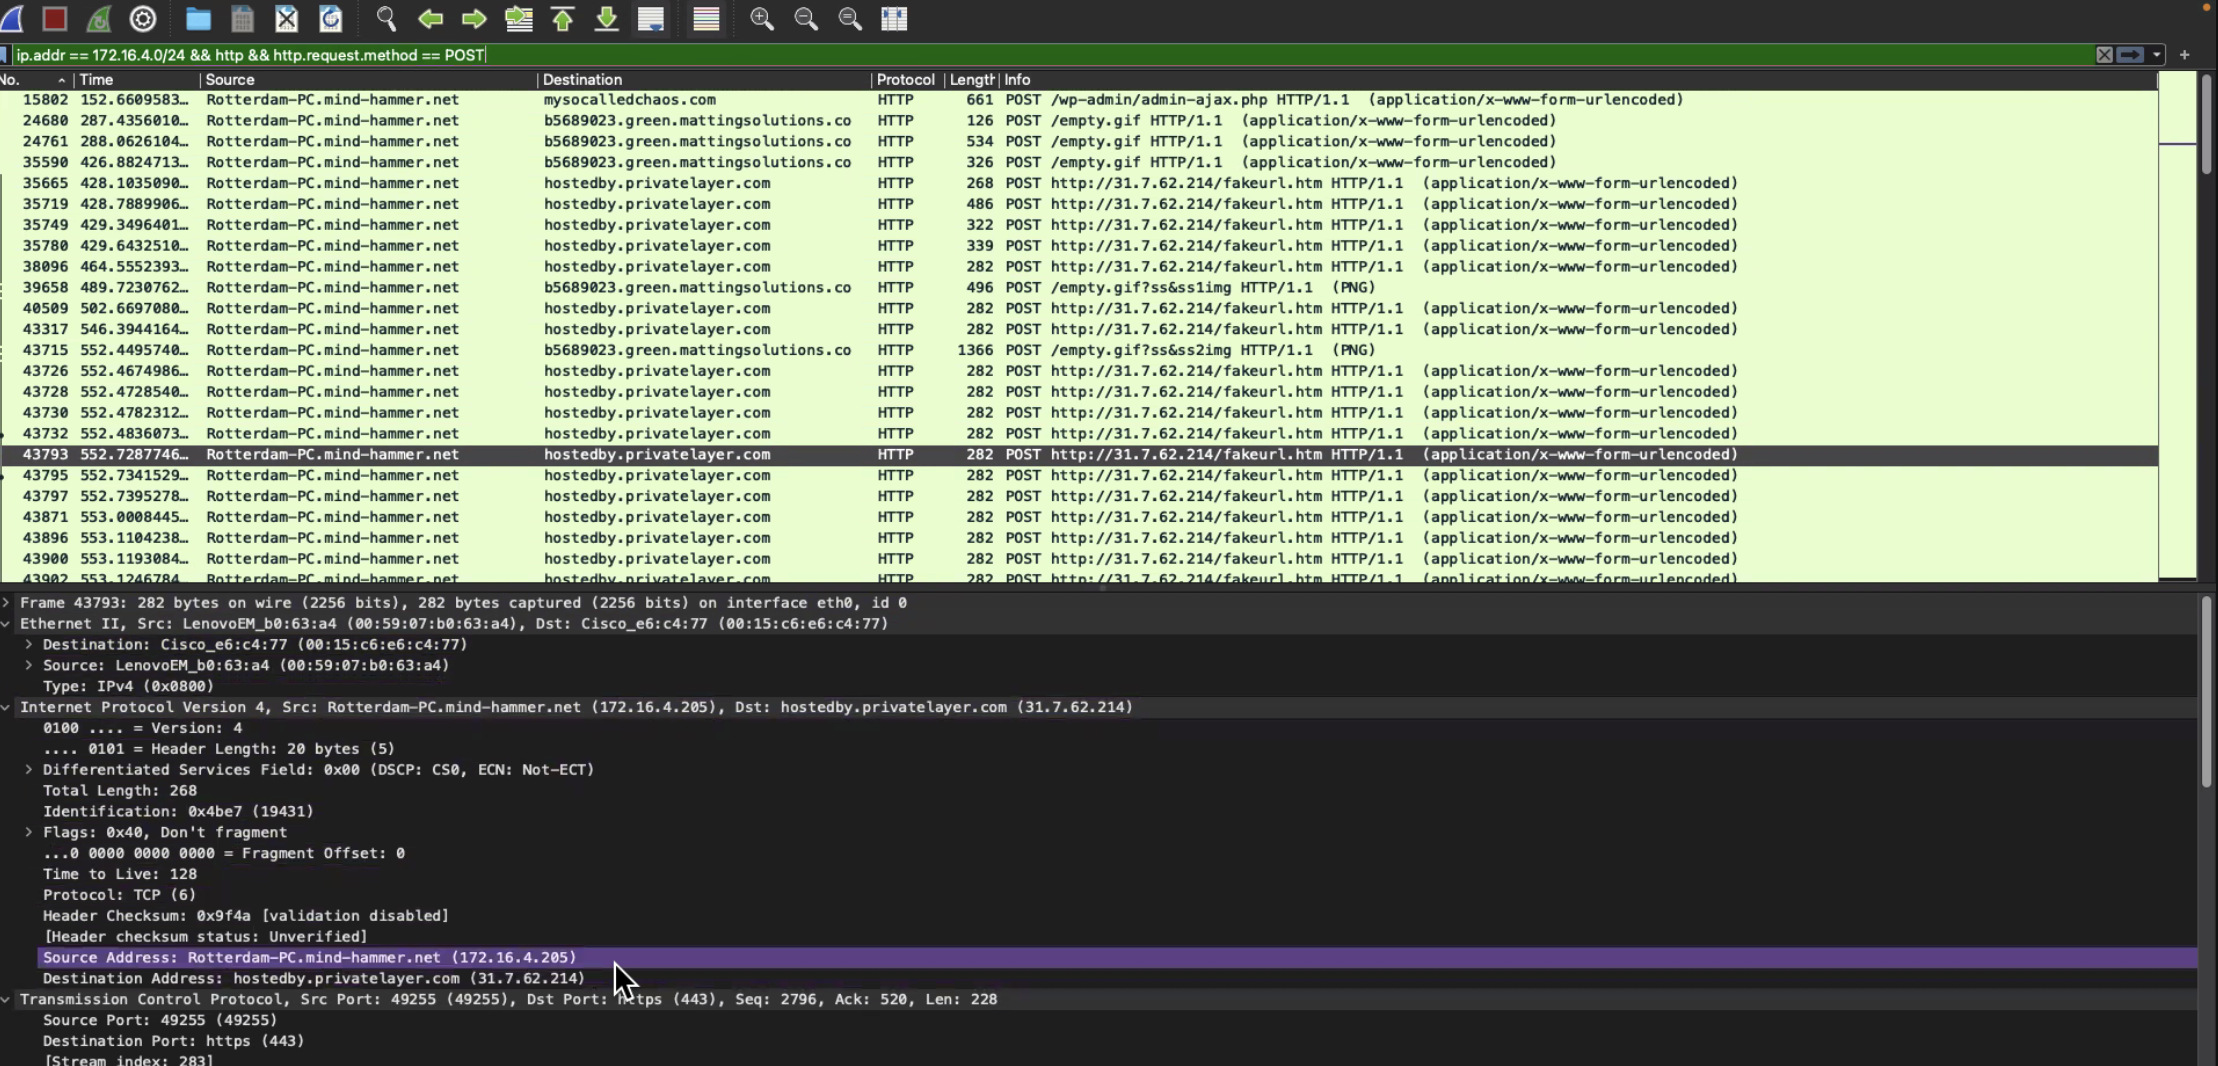 ip.addr == 172.16.4.0/24 && http && http.request.method == POST
No. Time Source Destination Protocol Length Info
15802 152.6609583… Rotterdam-PC.mind-hammer.net mysocalledchaos.com HTTP 661 POST /wp-admin/admin-ajax.php HTTP/1.1 (application/x-www-form-urlencoded)
24680 287.4356010… Rotterdam-PC.mind-hammer.net b5689023.green.mattingsolutions.co HTTP 126 POST /empty.gif HTTP/1.1 (application/x-www-form-urlencoded)
24761 288.0626104… Rotterdam-PC.mind-hammer.net b5689023.green.mattingsolutions.co HTTP 534 POST /empty.gif HTTP/1.1 (application/x-www-form-urlencoded)
35590 426.8824713… Rotterdam-PC.mind-hammer.net b5689023.green.mattingsolutions.co HTTP 326 POST /empty.gif HTTP/1.1 (application/x-www-form-urlencoded)
35665 428.1035090… Rotterdam-PC.mind-hammer.net hostedby.privatelayer.com HTTP 268 POST http://31.7.62.214/fakeurl.htm HTTP/1.1 (application/x-www-form-urlencoded)
35719 428.7889906… Rotterdam-PC.mind-hammer.net hostedby.privatelayer.com HTTP 486 POST http://31.7.62.214/fakeurl.htm HTTP/1.1 (application/x-www-form-urlencoded)
35749 429.3496401… Rotterdam-PC.mind-hammer.net hostedby.privatelayer.com HTTP 322 POST http://31.7.62.214/fakeurl.htm HTTP/1.1 (application/x-www-form-urlencoded)
35780 429.6432510… Rotterdam-PC.mind-hammer.net hostedby.privatelayer.com HTTP 339 POST http://31.7.62.214/fakeurl.htm HTTP/1.1 (application/x-www-form-urlencoded)
38096 464.5552393… Rotterdam-PC.mind-hammer.net hostedby.privatelayer.com HTTP 282 POST http://31.7.62.214/fakeurl.htm HTTP/1.1 (application/x-www-form-urlencoded)
39658 489.7230762… Rotterdam-PC.mind-hammer.net b5689023.green.mattingsolutions.co HTTP 496 POST /empty.gif?ss&ss1img HTTP/1.1 (PNG)
40509 502.6697080… Rotterdam-PC.mind-hammer.net hostedby.privatelayer.com HTTP 282 POST http://31.7.62.214/fakeurl.htm HTTP/1.1 (application/x-www-form-urlencoded)
43317 546.3944164… Rotterdam-PC.mind-hammer.net hostedby.privatelayer.com HTTP 282 POST http://31.7.62.214/fakeurl.htm HTTP/1.1 (application/x-www-form-urlencoded)
43715 552.4495740… Rotterdam-PC.mind-hammer.net b5689023.green.mattingsolutions.co HTTP 1366 POST /empty.gif?ss&ss2img HTTP/1.1 (PNG)
43726 552.4674986… Rotterdam-PC.mind-hammer.net hostedby.privatelayer.com HTTP 282 POST http://31.7.62.214/fakeurl.htm HTTP/1.1 (application/x-www-form-urlencoded)
43728 552.4728540… Rotterdam-PC.mind-hammer.net hostedby.privatelayer.com HTTP 282 POST http://31.7.62.214/fakeurl.htm HTTP/1.1 (application/x-www-form-urlencoded)
43730 552.4782312… Rotterdam-PC.mind-hammer.net hostedby.privatelayer.com HTTP 282 POST http://31.7.62.214/fakeurl.htm HTTP/1.1 (application/x-www-form-urlencoded)
43732 552.4836073… Rotterdam-PC.mind-hammer.net hostedby.privatelayer.com HTTP 282 POST http://31.7.62.214/fakeurl.htm HTTP/1.1 (application/x-www-form-urlencoded)
43793 552.7287746… Rotterdam-PC.mind-hammer.net hostedby.privatelayer.com HTTP 282 POST http://31.7.62.214/fakeurl.htm HTTP/1.1 (application/x-www-form-urlencoded)
43795 552.7341529… Rotterdam-PC.mind-hammer.net hostedby.privatelayer.com HTTP 282 POST http://31.7.62.214/fakeurl.htm HTTP/1.1 (application/x-www-form-urlencoded)
43797 552.7395278… Rotterdam-PC.mind-hammer.net hostedby.privatelayer.com HTTP 282 POST http://31.7.62.214/fakeurl.htm HTTP/1.1 (application/x-www-form-urlencoded)
43871 553.0008445… Rotterdam-PC.mind-hammer.net hostedby.privatelayer.com HTTP 282 POST http://31.7.62.214/fakeurl.htm HTTP/1.1 (application/x-www-form-urlencoded)
43896 553.1104238… Rotterdam-PC.mind-hammer.net hostedby.privatelayer.com HTTP 282 POST http://31.7.62.214/fakeurl.htm HTTP/1.1 (application/x-www-form-urlencoded)
43900 553.1193084… Rotterdam-PC.mind-hammer.net hostedby.privatelayer.com HTTP 282 POST http://31.7.62.214/fakeurl.htm HTTP/1.1 (application/x-www-form-urlencoded)
43902 553.1246784… Rotterdam-PC.mind-hammer.net hostedby.privatelayer.com HTTP 282 POST http://31.7.62.214/fakeurl.htm HTTP/1.1 (application/x-www-form-urlencoded)
Frame 43793: 282 bytes on wire (2256 bits), 282 bytes captured (2256 bits) on interface eth0, id 0
Ethernet II, Src: LenovoEM_b0:63:a4 (00:59:07:b0:63:a4), Dst: Cisco_e6:c4:77 (00:15:c6:e6:c4:77)
Destination: Cisco_e6:c4:77 (00:15:c6:e6:c4:77)
Source: LenovoEM_b0:63:a4 (00:59:07:b0:63:a4)
Type: IPv4 (0x0800)
Internet Protocol Version 4, Src: Rotterdam-PC.mind-hammer.net (172.16.4.205), Dst: hostedby.privatelayer.com (31.7.62.214)
0100 .... = Version: 4
.... 0101 = Header Length: 20 bytes (5)
Differentiated Services Field: 0x00 (DSCP: CS0, ECN: Not-ECT)
Total Length: 268
Identification: 0x4be7 (19431)
Flags: 0x40, Don't fragment
...0 0000 0000 0000 = Fragment Offset: 0
Time to Live: 128
Protocol: TCP (6)
Header Checksum: 0x9f4a [validation disabled]
[Header checksum status: Unverified]
Source Address: Rotterdam-PC.mind-hammer.net (172.16.4.205)
Destination Address: hostedby.privatelayer.com (31.7.62.214)
Transmission Control Protocol, Src Port: 49255 (49255), Dst Port: https (443), Seq: 2796, Ack: 520, Len: 228
Source Port: 49255 (49255)
Destination Port: https (443)
[Stream index: 283]